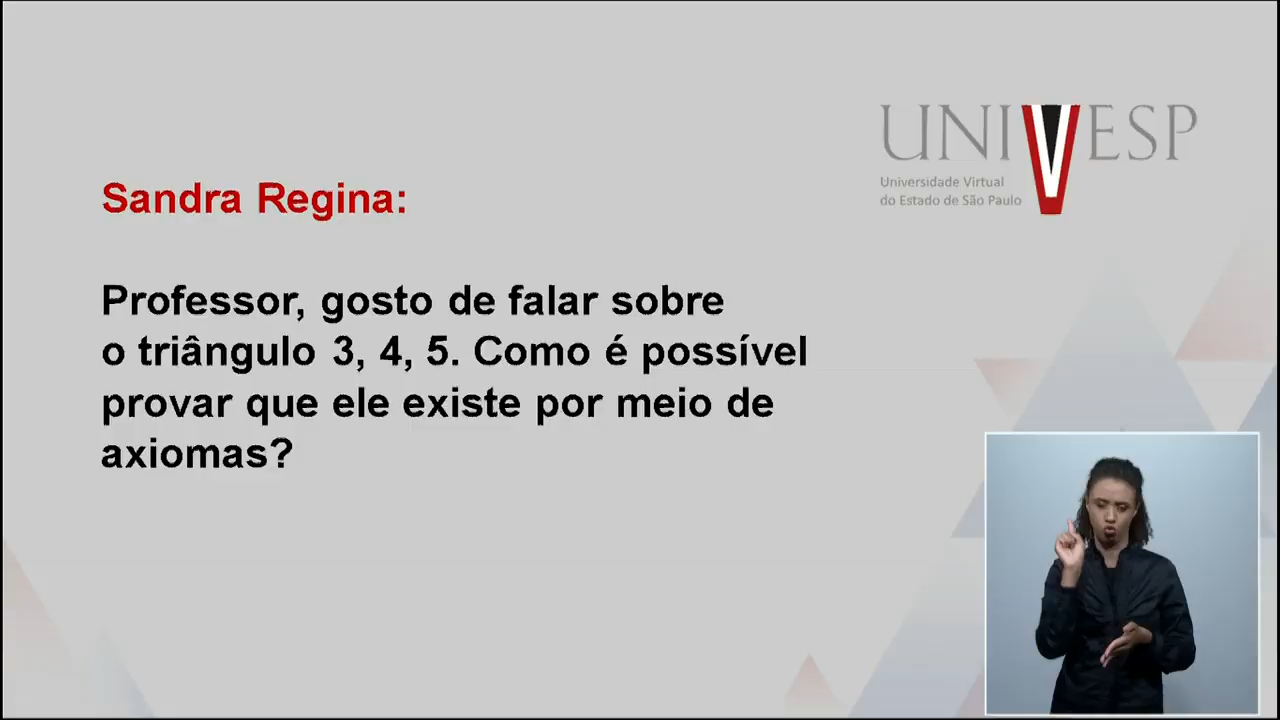 UNIVESP
Universidade Virtual
do Estado de São Paulo
Sandra Regina:
Professor, gosto de falar sobre
o triângulo 3, 4, 5. Como é possível
provar que ele existe por meio de
axiomas?